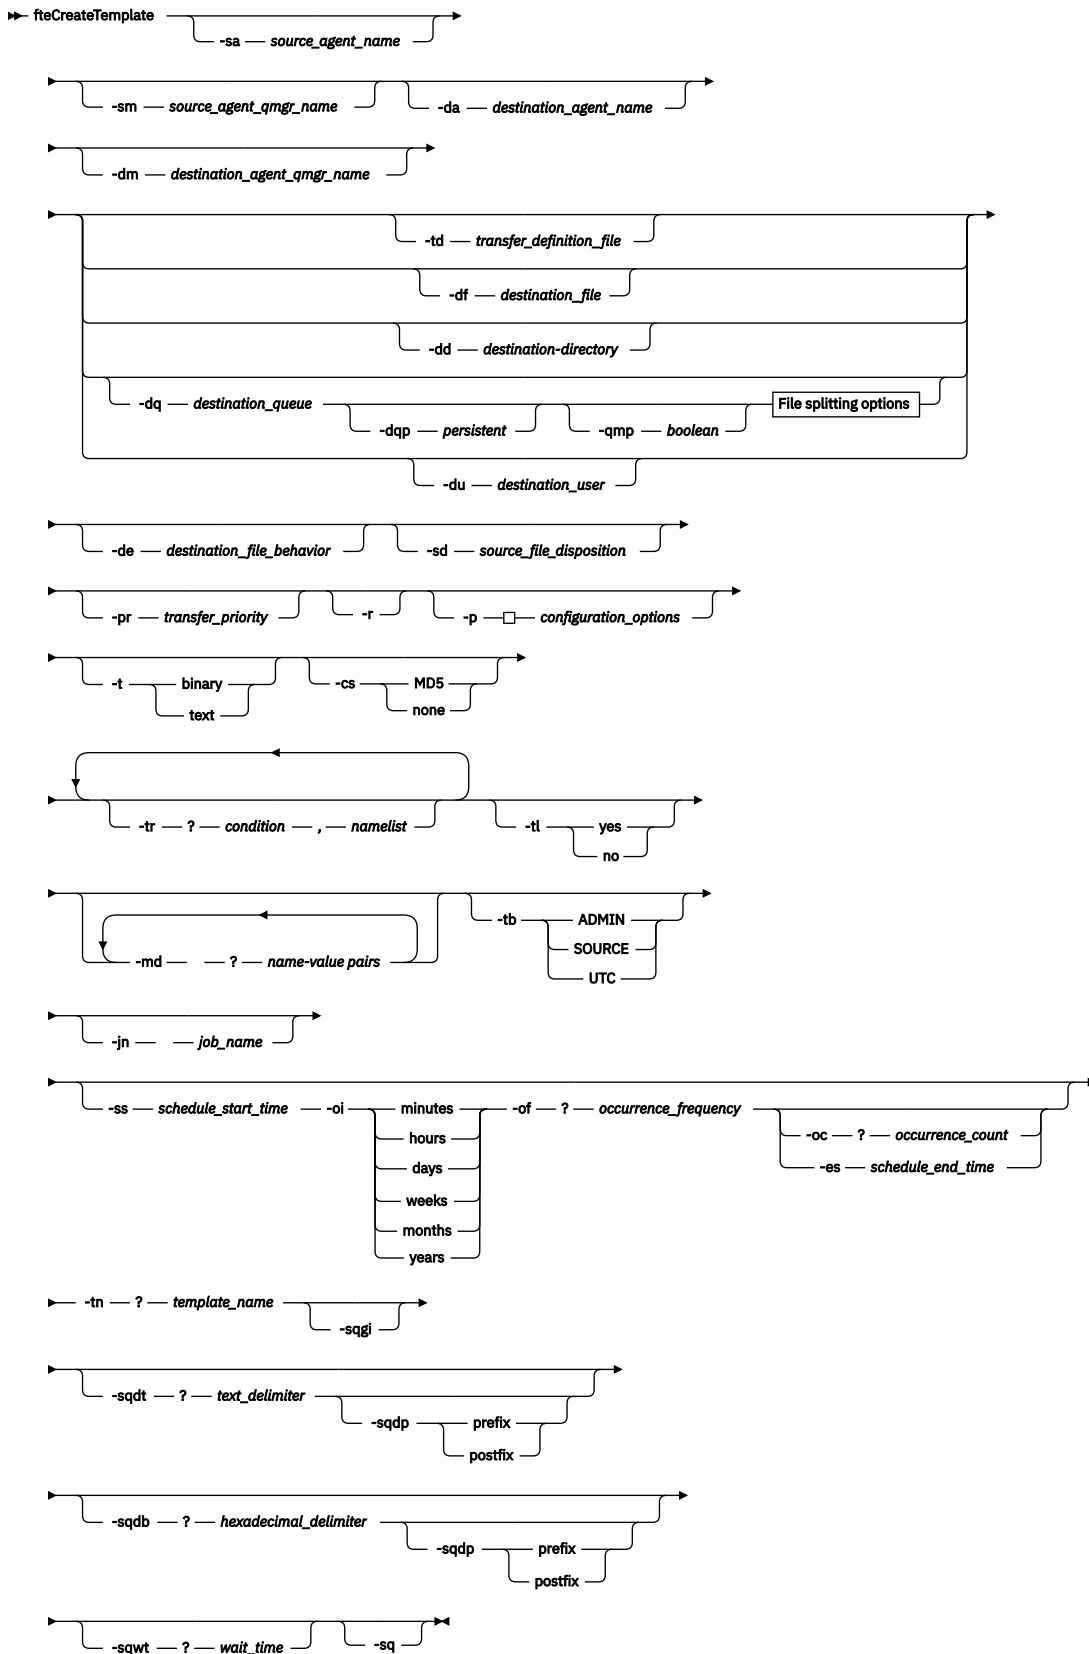 fteCreateTemplate
-sa source_agent_name
-sm source_agent_qmgr_name -da destination_agent_name
-dm destination_agent_qmgr_name
-td transfer_definition_file
-df destination_file
-dd destination-directory
-dq destination_queue File splitting options
-dqp persistent -qmp boolean
-du destination_user
-de destination_file_behavior -sd source_file_disposition
-pr transfer_priority -r -p configuration_options
-t binary -cs MD5
text none
-tr ? condition , namelist -tl yes
no
-tb ADMIN
SOURCE
-md ? name-value pairs
UTC
-jn job_name
-ss schedule_start_time -oi minutes -of ? occurrence_frequency
hours -oc ? occurrence_count
days -es schedule_end_time
weeks
months
years
-tn ? template_name
-sqgi
-sqdt ? text_delimiter
-sqdp prefix
postfix
-sqdb ? hexadecimal_delimiter
-sqdp prefix
postfix
-sqwt ? wait_time -sq